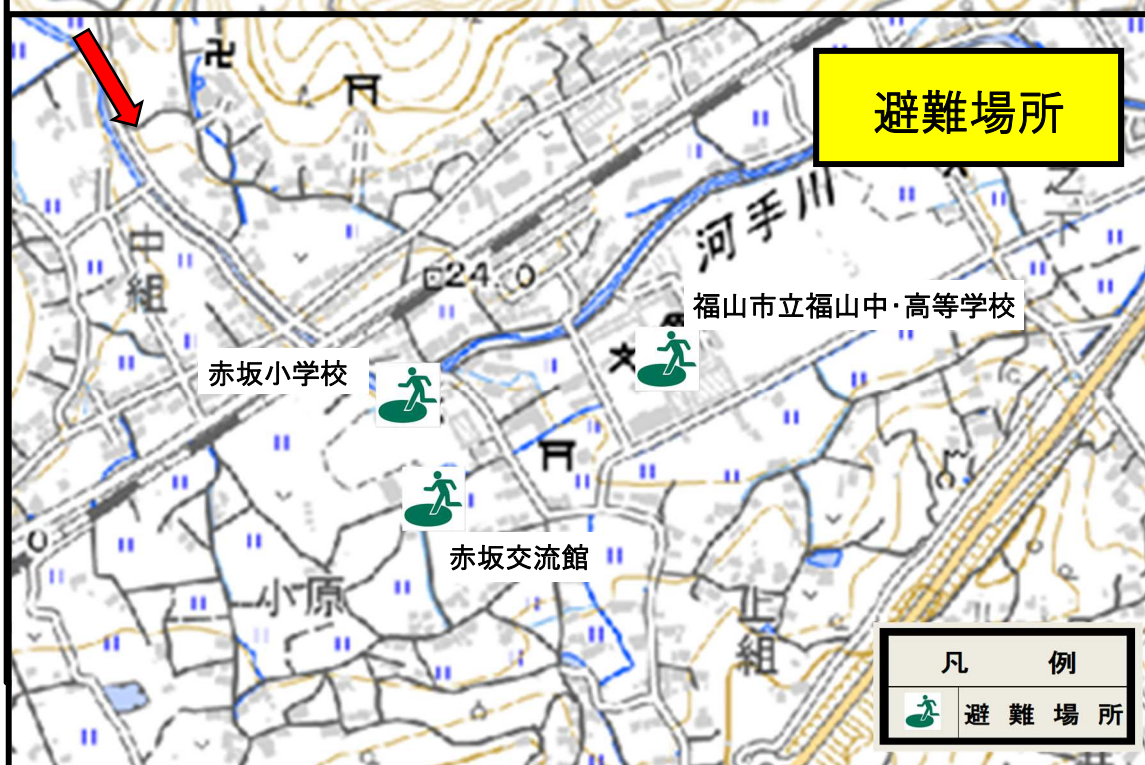 避難場所
河手川
中組
24.0
福山市立福山中・高等学校
赤坂小学校
赤坂交流館
小原
上組
凡 例
避 難 場 所